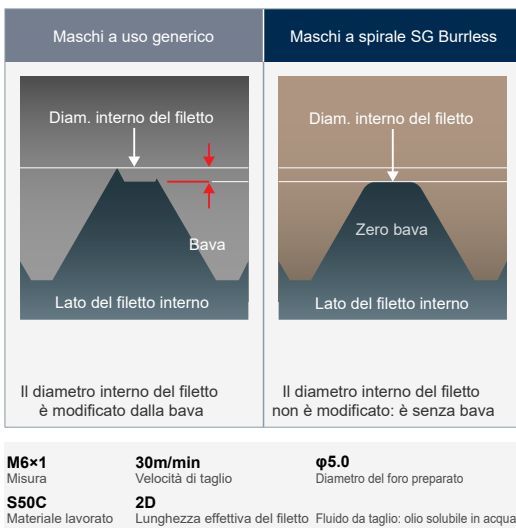 Maschi a uso generico
Diam. interno del filetto
Bava
Lato del filetto interno
Il diametro interno del filetto
è modificato dalla bava
Maschi a spirale SG Burrless
Diam. interno del filetto
Zero bava
Lato del filetto interno
Il diametro interno del filetto
non è modificato: è senza bava
M6×1
Misura
30m/min
Velocità di taglio
φ5.0
Diametro del foro preparato
S50C
Materiale lavorato
2D
Lunghezza effettiva del filetto
Fluido da taglio: olio solubile in acqua